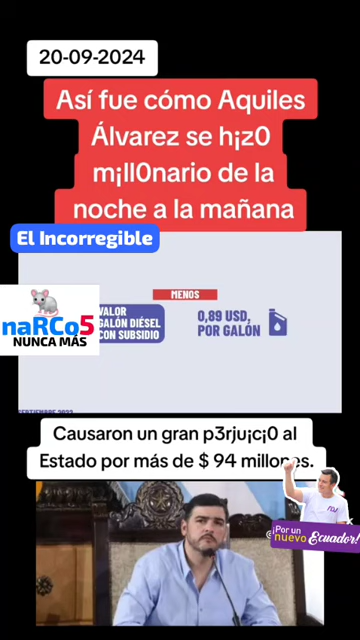 20-09-2024
Así fue cómo Aquiles
Álvarez se h¡z0
m¡ll0nario de la
noche a la mañana
El Incorregible
MENOS
VALOR
GALÓN DIÉSEL
CON SUBSIDIO
0,89 USD,
POR GALÓN
naRCo5
NUNCA MÁS
SEPTIEMBRE 2022
Causaron un gran p3rju¡c¡0 al
Estado por más de $ 94 millones.
¡Por un
nuevo Ecuador!